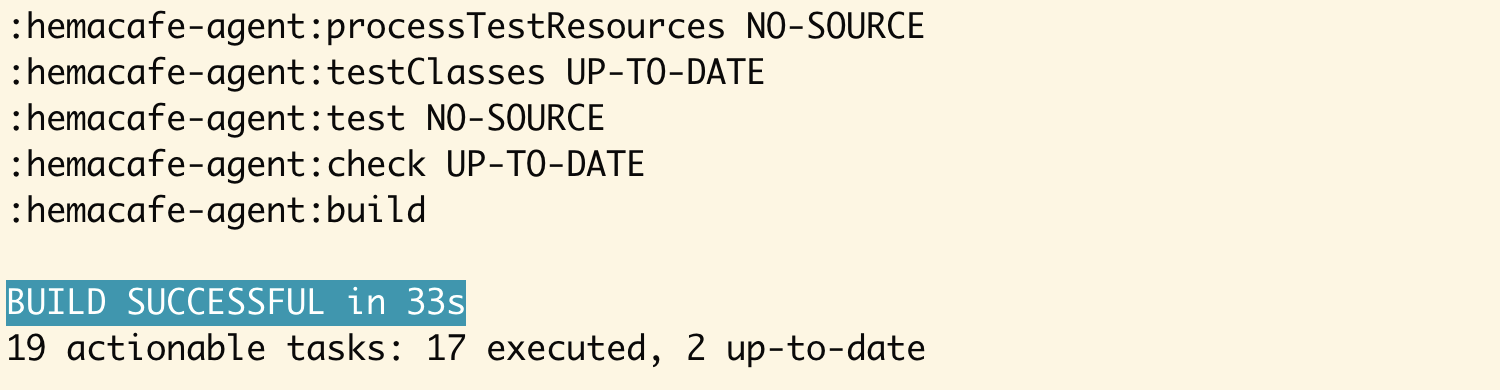 :hemacafe-agent:processTestResources NO-SOURCE
:hemacafe-agent:testClasses UP-TO-DATE
:hemacafe-agent:test NO-SOURCE
:hemacafe-agent:check UP-TO-DATE
:hemacafe-agent:build
BUILD SUCCESSFUL in 33s
19 actionable tasks: 17 executed, 2 up-to-date